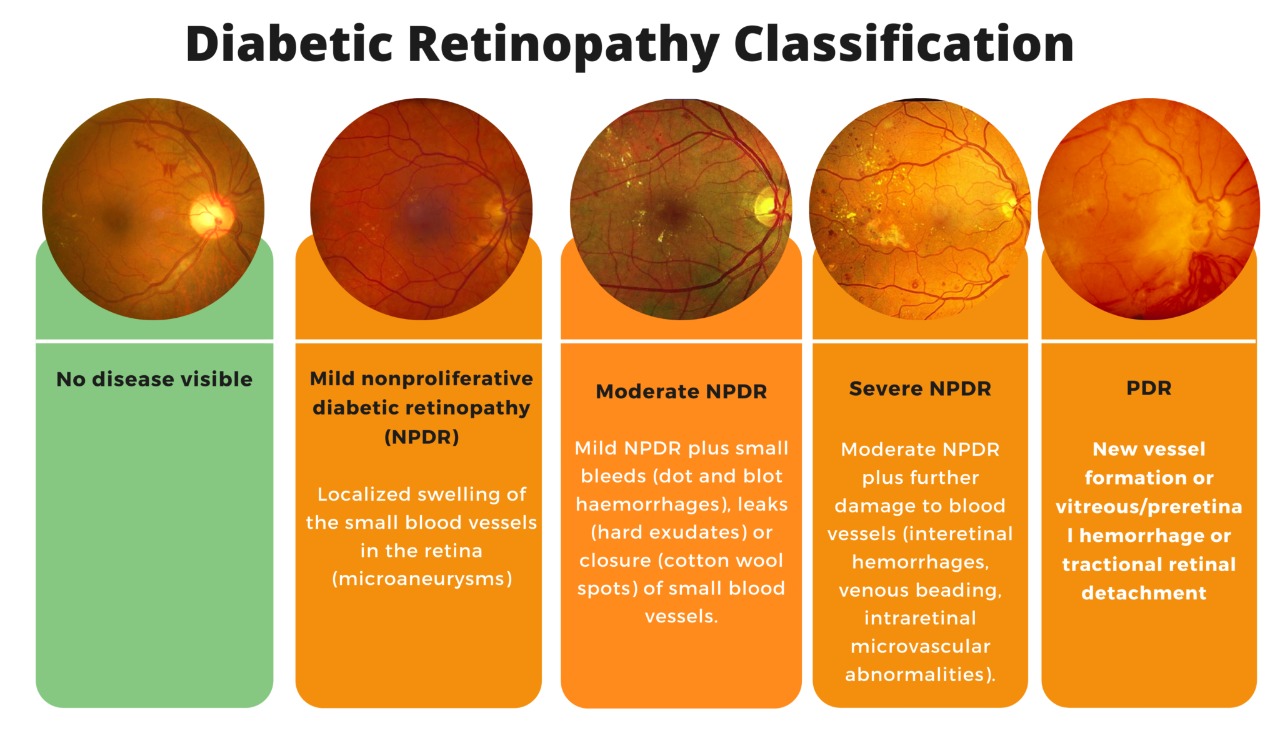 Diabetic Retinopathy Classification
No disease visible
Mild nonproliferative
diabetic retinopathy
(NPDR)
Localized swelling of
the small blood vessels
in the retina
(microaneurysms)
Moderate NPDR
Mild NPDR plus small
bleeds (dot and blot
haemorrhages), leaks
(hard exudates) or
closure (cotton wool
spots) of small blood
vessels.
Severe NPDR
Moderate NPDR
plus further
damage to blood
vessels (interetinal
hemorrhages,
venous beading,
intraretinal
microvascular
abnormalities).
PDR
New vessel
formation or
vitreous/preretina
l hemorrhage or
tractional retinal
detachment